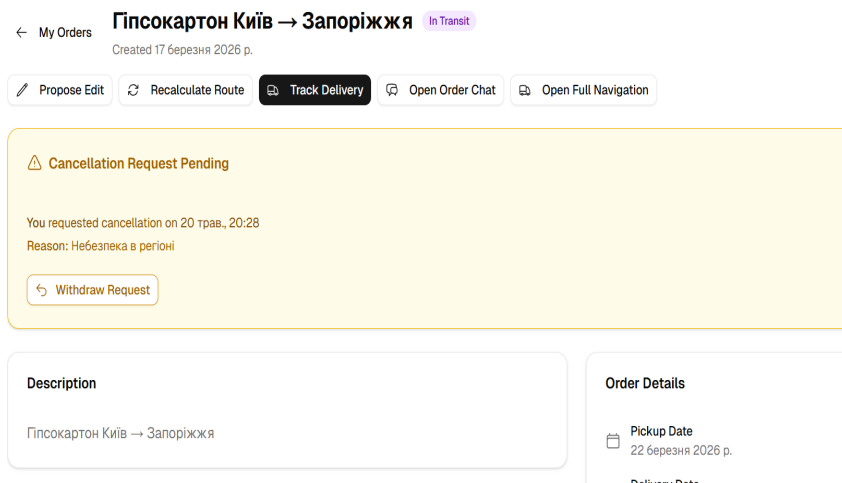 My Orders
Гіпсокартон Київ → Запоріжжя
In Transit
Created 17 березня 2026 р.
Propose Edit
Recalculate Route
Track Delivery
Open Order Chat
Open Full Navigation
Cancellation Request Pending
You requested cancellation on 20 трав., 20:28
Reason: Небезпека в регіоні
Withdraw Request
Description
Гіпсокартон Київ → Запоріжжя
Order Details
Pickup Date
22 березня 2026 р.
Delivery Date